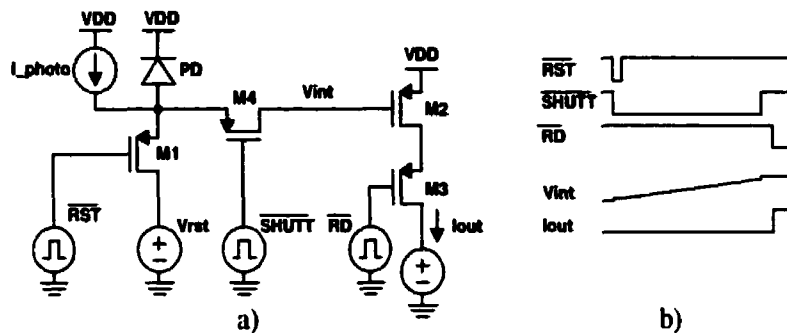 VDD VDD
I_photo PD
M4 Vint VDD
M2
M1
M3
RST Vrst SHUTT RD Iout
a)
RST
SHUTT
RD
Vint
Iout
b)